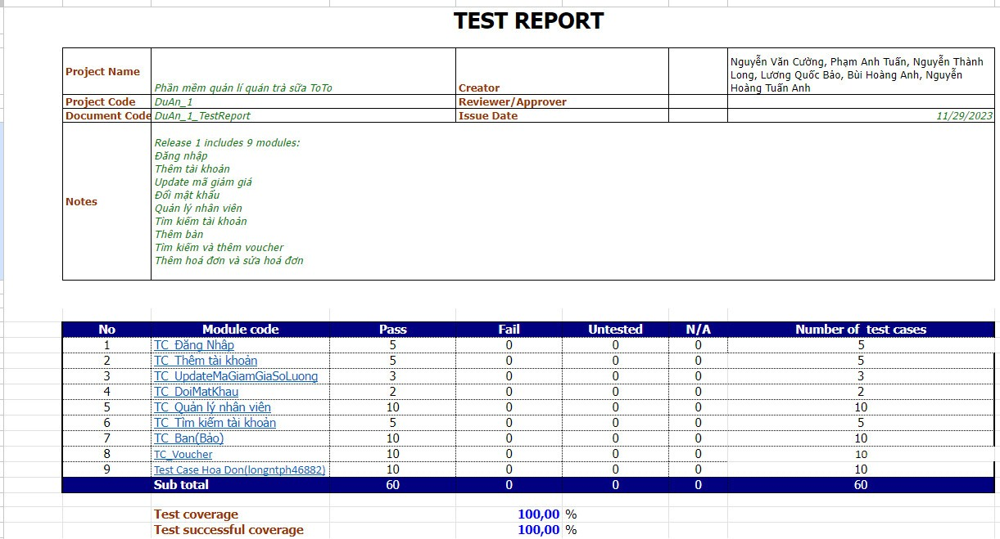 TEST REPORT
Project Name
Phần mềm quản lí quán trà sữa ToTo
Creator
Nguyễn Văn Cường, Phạm Anh Tuấn, Nguyễn Thành
Long, Lương Quốc Bảo, Bùi Hoàng Anh, Nguyễn
Hoàng Tuấn Anh
Project Code DuAn_1 Reviewer/Approver
Document Code DuAn_1_TestReport Issue Date 11/29/2023
Notes
Release 1 includes 9 modules:
Đăng nhập
Thêm tài khoản
Update mã giảm giá
Đổi mật khẩu
Quản lý nhân viên
Tìm kiếm tài khoản
Thêm bàn
Tìm kiếm và thêm voucher
Thêm hoá đơn và sửa hoá đơn
No Module code Pass Fail Untested N/A Number of test cases
1 TC_Đăng Nhập 5 0 0 0 5
2 TC_Thêm tài khoản 5 0 0 0 5
3 TC_UpdateMaGiamGiaSoLuong 3 0 0 0 3
4 TC_DoiMatKhau 2 0 0 0 2
5 TC_Quản lý nhân viên 10 0 0 0 10
6 TC_Tìm kiếm tài khoản 5 0 0 0 5
7 TC_Ban(Bảo) 10 0 0 0 10
8 TC_Voucher 10 0 0 0 10
9 Test Case Hoa Don(longntph46882) 10 0 0 0 10
Sub total 60 0 0 0 60
Test coverage 100,00 %
Test successful coverage 100,00 %